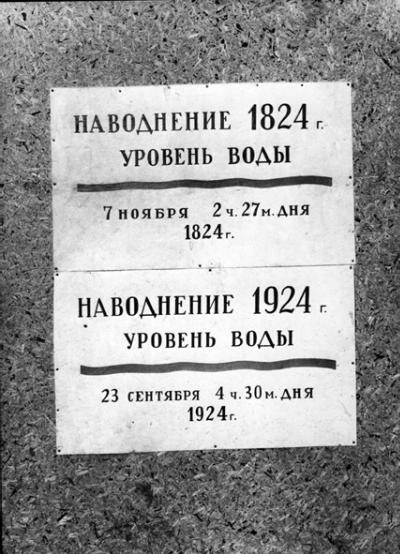 НАВОДНЕНИЕ 1824 г.
УРОВЕНЬ ВОДЫ
7 НОЯБРЯ 2 ч. 27 м. ДНЯ
1824 г.
НАВОДНЕНИЕ 1924 г.
УРОВЕНЬ ВОДЫ
23 СЕНТЯБРЯ 4 ч. 30 м. ДНЯ
1924 г.